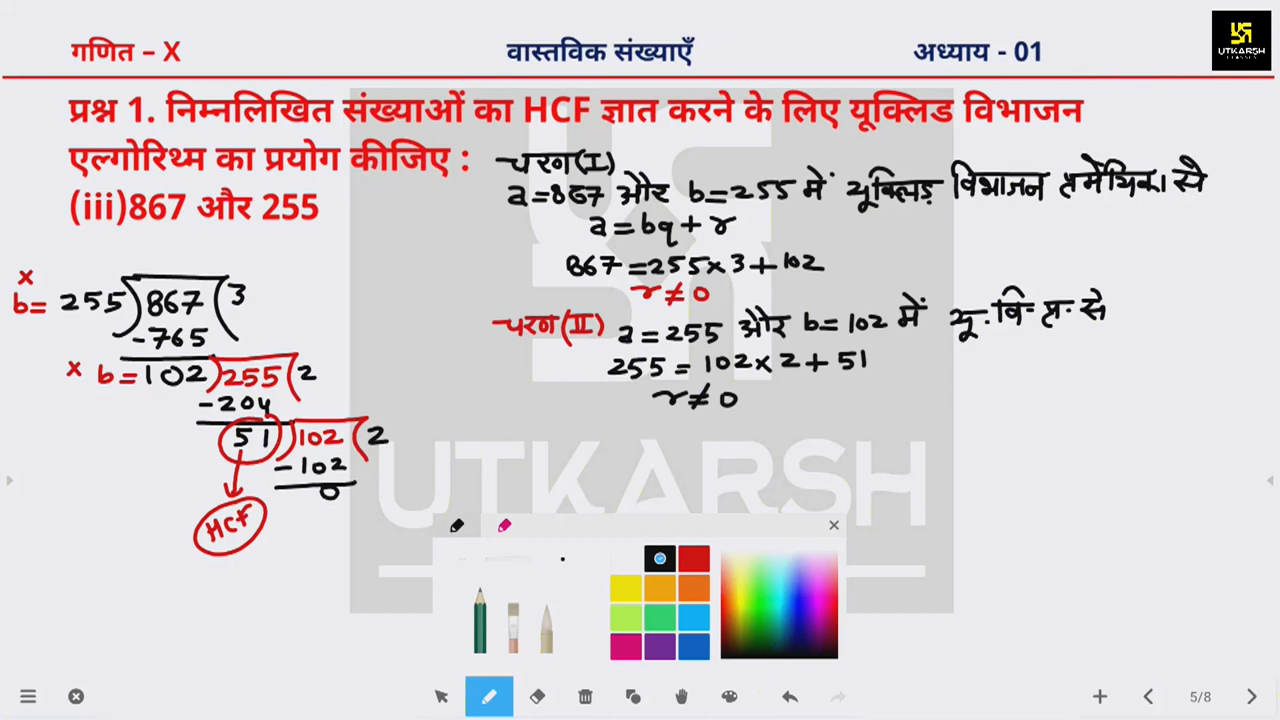 गणित – X वास्तविक संख्याएँ अध्याय - 01
UTKARSH
CLASSES
प्रश्न 1. निम्नलिखित संख्याओं का HCF ज्ञात करने के लिए यूक्लिड विभाजन
एल्गोरिथ्म का प्रयोग कीजिए :
(iii)867 और 255
चरण(I)
a=867 और b=255 में यूक्लिड़ विभाजन प्रमेयिका से
a = bq + r
867 = 255×3+102
r ≠ 0
चरण(II) a = 255 और b=102 में यू. वि. प्र. से
255 = 102×2 + 51
r ≠ 0
x
b= 255)867(3
-765
x b=102)255(2
-204
51)102(2
-102
0
HCF
UTKARSH
5/8